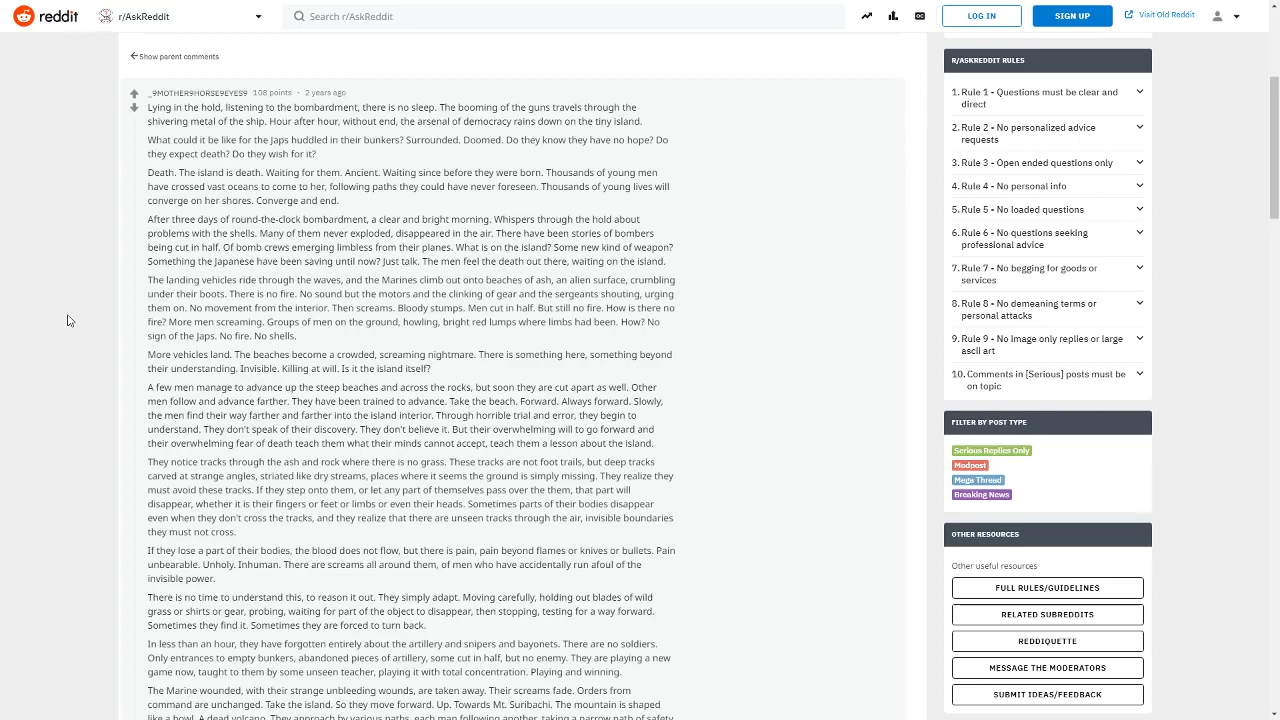 reddit
r/AskReddit
Search r/AskReddit
LOG IN
SIGN UP
Visit Old Reddit
Show parent comments
_9MOTHER9HORSE9EYES9 108 points · 2 years ago
Lying in the hold, listening to the bombardment, there is no sleep. The booming of the guns travels through the
shivering metal of the ship. Hour after hour, without end, the arsenal of democracy rains down on the tiny island.
What could it be like for the Japs huddled in their bunkers? Surrounded. Doomed. Do they know they have no hope? Do
they expect death? Do they wish for it?
Death. The island is death. Waiting for them. Ancient. Waiting since before they were born. Thousands of young men
have crossed vast oceans to come to her, following paths they could have never foreseen. Thousands of young lives will
converge on her shores. Converge and end.
After three days of round-the-clock bombardment, a clear and bright morning. Whispers through the hold about
problems with the shells. Many of them never exploded, disappeared in the air. There have been stories of bombers
being cut in half. Of bomb crews emerging limbless from their planes. What is on the island? Some new kind of weapon?
Something the Japanese have been saving until now? Just talk. The men feel the death out there, waiting on the island.
The landing vehicles ride through the waves, and the Marines climb out onto beaches of ash, an alien surface, crumbling
under their boots. There is no fire. No sound but the motors and the clinking of gear and the sergeants shouting, urging
them on. No movement from the interior. Then screams. Bloody stumps. Men cut in half. But still no fire. How is there no
fire? More men screaming. Groups of men on the ground, howling, bright red lumps where limbs had been. How? No
sign of the Japs. No fire. No shells.
More vehicles land. The beaches become a crowded, screaming nightmare. There is something here, something beyond
their understanding. Invisible. Killing at will. Is it the island itself?
A few men manage to advance up the steep beaches and across the rocks, but soon they are cut apart as well. Other
men follow and advance farther. They have been trained to advance. Take the beach. Forward. Always forward. Slowly,
the men find their way farther and farther into the island interior. Through horrible trial and error, they begin to
understand. They don't speak of their discovery. They don't believe it. But their overwhelming will to go forward and
their overwhelming fear of death teach them what their minds cannot accept, teach them a lesson about the island.
They notice tracks through the ash and rock where there is no grass. These tracks are not foot trails, but deep tracks
carved at strange angles, striated like dry streams, places where it seems the ground is simply missing. They realize they
must avoid these tracks. If they step onto them, or let any part of themselves pass over the them, that part will
disappear, whether it is their fingers or feet or limbs or even their heads. Sometimes parts of their bodies disappear
even when they don't cross the tracks, and they realize that there are unseen tracks through the air, invisible boundaries
they must not cross.
If they lose a part of their bodies, the blood does not flow, but there is pain, pain beyond flames or knives or bullets. Pain
unbearable. Unholy. Inhuman. There are screams all around them, of men who have accidentally run afoul of the
invisible power.
There is no time to understand this, to reason it out. They simply adapt. Moving carefully, holding out blades of wild
grass or shirts or gear, probing, waiting for part of the object to disappear, then stopping, testing for a way forward.
Sometimes they find it. Sometimes they are forced to turn back.
In less than an hour, they have forgotten entirely about the artillery and snipers and bayonets. There are no soldiers.
Only entrances to empty bunkers, abandoned pieces of artillery, some cut in half, but no enemy. They are playing a new
game now, taught to them by some unseen teacher, playing it with total concentration. Playing and winning.
The Marine wounded, with their strange unbleeding wounds, are taken away. Their screams fade. Orders from
command are unchanged. Take the island. So they move forward. Up. Towards Mt. Suribachi. The mountain is shaped
like a bowl. A dead volcano. They approach by various paths, each man following another, taking a narrow path of safety
R/ASKREDDIT RULES
1. Rule 1 - Questions must be clear and
direct
2. Rule 2 - No personalized advice
requests
3. Rule 3 - Open ended questions only
4. Rule 4 - No personal info
5. Rule 5 - No loaded questions
6. Rule 6 - No questions seeking
professional advice
7. Rule 7 - No begging for goods or
services
8. Rule 8 - No demeaning terms or
personal attacks
9. Rule 9 - No image only replies or large
ascii art
10. Comments in [Serious] posts must be
on topic
FILTER BY POST TYPE
Serious Replies Only
Modpost
Mega Thread
Breaking News
OTHER RESOURCES
Other useful resources
FULL RULES/GUIDELINES
RELATED SUBREDDITS
REDDIQUETTE
MESSAGE THE MODERATORS
SUBMIT IDEAS/FEEDBACK